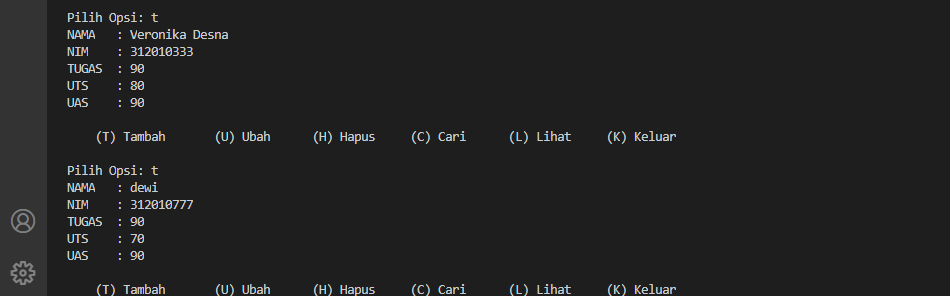 Pilih Opsi: t
NAMA   : Veronika Desna
NIM    : 312010333
TUGAS  : 90
UTS    : 80
UAS    : 90
(T) Tambah       (U) Ubah      (H) Hapus     (C) Cari      (L) Lihat     (K) Keluar
Pilih Opsi: t
NAMA   : dewi
NIM    : 312010777
TUGAS  : 90
UTS    : 70
UAS    : 90
(T) Tambah       (U) Ubah      (H) Hapus     (C) Cari      (L) Lihat     (K) Keluar